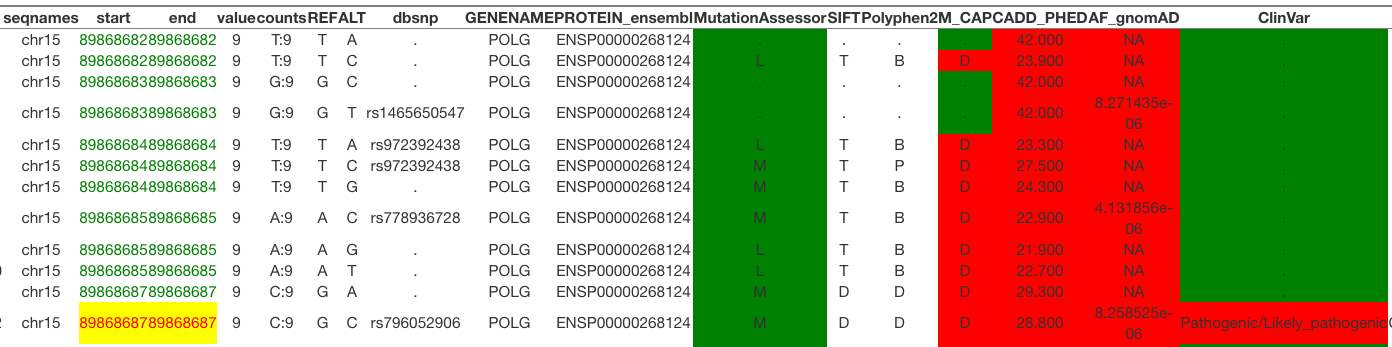 seqnames start end value counts REF ALT dbsnp GENENAME PROTEIN_ensembl MutationAssessor SIFT Polyphen2 M_CAP CADD_PHED AF_gnomAD ClinVar
chr15 89868682 89868682 9 T:9 T A . POLG ENSP00000268124 . . . . 42.000 NA .
chr15 89868682 89868682 9 T:9 T C . POLG ENSP00000268124 L T B D 23.900 NA .
chr15 89868683 89868683 9 G:9 G C . POLG ENSP00000268124 . . . . 42.000 NA .
chr15 89868683 89868683 9 G:9 G T rs1465650547 POLG ENSP00000268124 . . . . 42.000 8.271435e-
06 .
chr15 89868684 89868684 9 T:9 T A rs972392438 POLG ENSP00000268124 L T B D 23.300 NA .
chr15 89868684 89868684 9 T:9 T C rs972392438 POLG ENSP00000268124 M T P D 27.500 NA .
chr15 89868684 89868684 9 T:9 T G . POLG ENSP00000268124 M T B D 24.300 NA .
chr15 89868685 89868685 9 A:9 A C rs778936728 POLG ENSP00000268124 M T B D 22.900 4.131856e-
06 .
chr15 89868685 89868685 9 A:9 A G . POLG ENSP00000268124 L T B D 21.900 NA .
chr15 89868685 89868685 9 A:9 A T . POLG ENSP00000268124 L T B D 22.700 NA .
chr15 89868687 89868687 9 C:9 G A . POLG ENSP00000268124 M D D D 29.300 NA .
2 chr15 89868687 89868687 9 C:9 G C rs796052906 POLG ENSP00000268124 M D D D 28.800 8.258525e-
06 Pathogenic/Likely_pathogenic